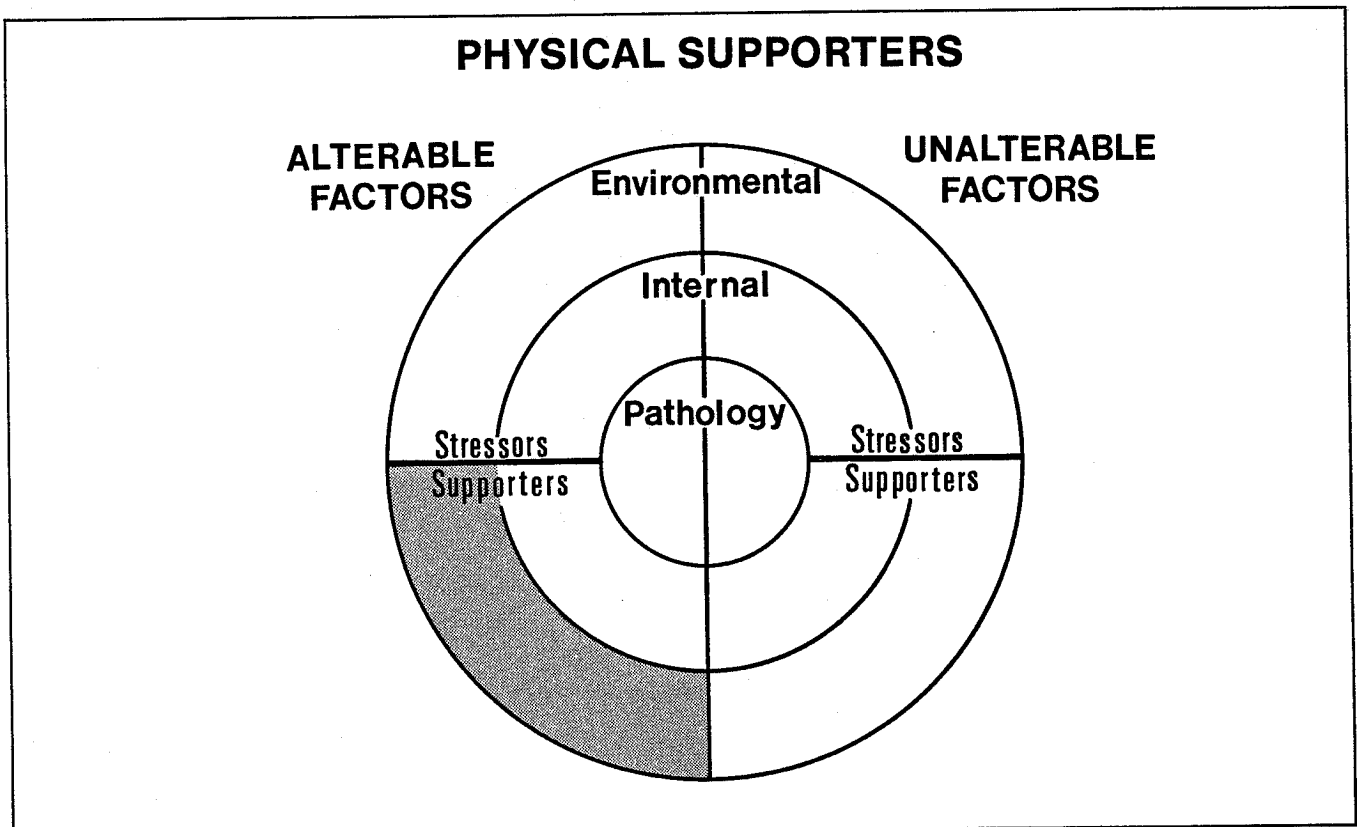 PHYSICAL SUPPORTERS
ALTERABLE
FACTORS
UNALTERABLE
FACTORS
Environmental
Internal
Pathology
Stressors
Supporters
Stressors
Supporters